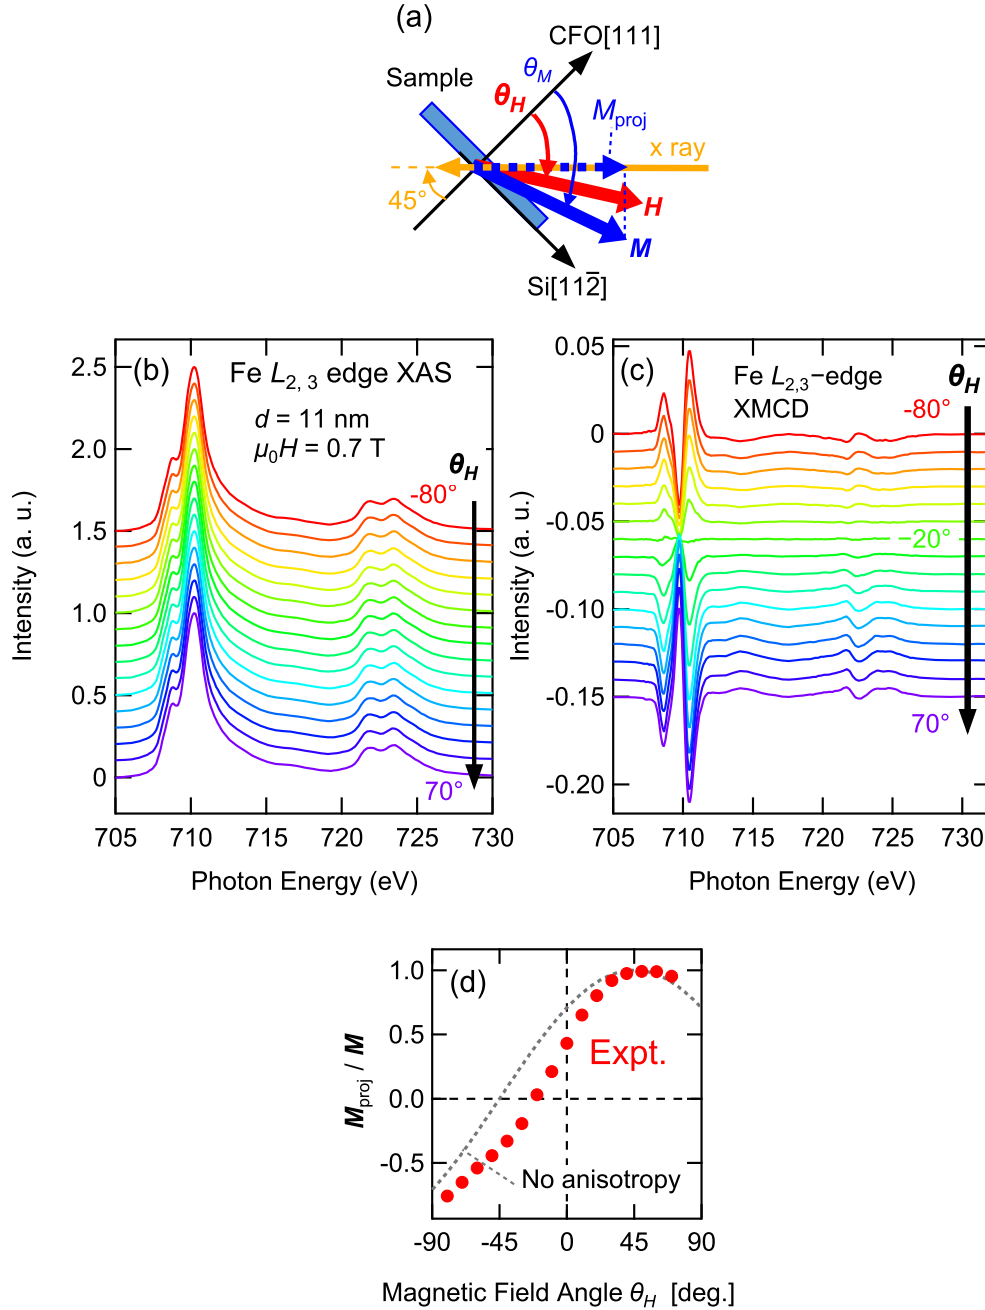 (a)
CFO[111]
θM
Sample
θH
Mproj
x ray
45°
H
M
Si[112̄]
(b)
Fe L2, 3 edge XAS
d = 11 nm
μ0H = 0.7 T
θH
-80°
70°
2.5
2.0
1.5
1.0
0.5
0
Intensity (a. u.)
705 710 715 720 725 730
Photon Energy (eV)
(c)
Fe L2,3−edge
XMCD
θH
-80°
−20°
70°
0.05
0
-0.05
-0.10
-0.15
-0.20
Intensity (a. u.)
705 710 715 720 725 730
Photon Energy (eV)
(d)
1.0
0.5
0.0
-0.5
Mproj / M
Expt.
No anisotropy
-90 -45 0 45 90
Magnetic Field Angle θH [deg.]